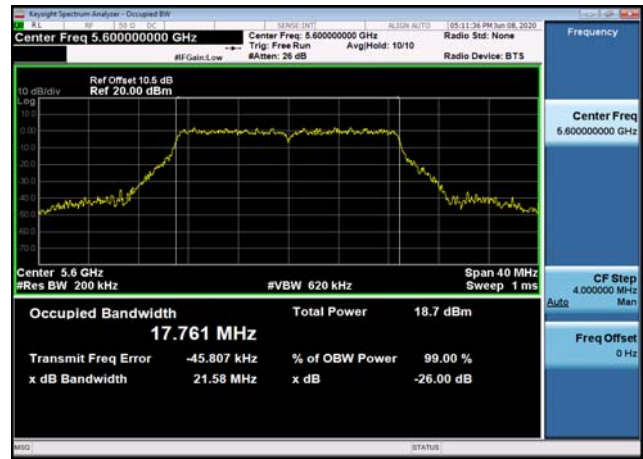 Keysight Spectrum Analyzer - Occupied BW
RL RF 50 Ω DC SENSE:INT ALIGN AUTO 05:11:36 PM Jun 08, 2020
Center Freq 5.600000000 GHz Center Freq: 5.600000000 GHz Radio Std: None Frequency
Trig: Free Run Avg|Hold: 10/10
#IFGain:Low #Atten: 26 dB Radio Device: BTS
Ref Offset 10.5 dB
10 dB/div Ref 20.00 dBm
Log
10.0
0.00
10.0
20.0
30.0
40.0
50.0
60.0
70.0
Center Freq
5.600000000 GHz
Center 5.6 GHz Span 40 MHz
#Res BW 200 kHz #VBW 620 kHz Sweep 1 ms
CF Step
4.000000 MHz
Auto Man
Occupied Bandwidth Total Power 18.7 dBm
17.761 MHz
Transmit Freq Error -45.807 kHz % of OBW Power 99.00 %
x dB Bandwidth 21.58 MHz x dB -26.00 dB
Freq Offset
0 Hz
MSG STATUS